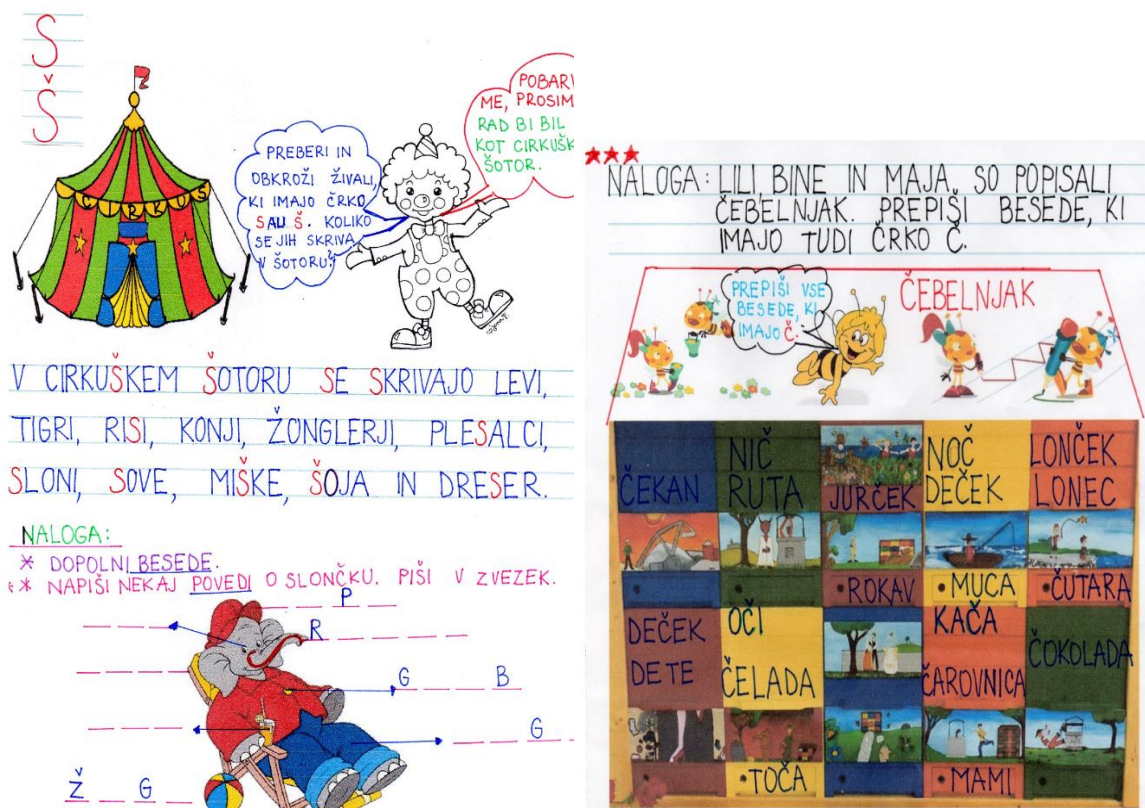 S
Š
CIRKUS
PREBERI IN
OBKROŽI ŽIVALI,
KI IMAJO ČRKO
S ALI Š. KOLIKO
SE JIH SKRIVA
V ŠOTORU?
POBAR
ME, PROSIM
RAD BI BIL
KOT CIRKUŠK
ŠOTOR.
V CIRKUŠKEM ŠOTORU SE SKRIVAJO LEVI,
TIGRI, RISI, KONJI, ŽONGLERJI, PLESALCI,
SLONI, SOVE, MIŠKE, ŠOJA IN DRESER.
NALOGA:
* DOPOLNI BESEDE.
** NAPIŠI NEKAJ POVEDI O SLONČKU. PIŠI V ZVEZEK.
_ _ P _
R _ _ _ _
G _ _ B _
_ _ G _
Ž _ G _
NALOGA: LILI, BINE IN MAJA SO POPISALI
ČEBELNJAK. PREPIŠI BESEDE, KI
IMAJO TUDI ČRKO Č.
PREPIŠI VSE
BESEDE, KI
IMAJO Č.
ČEBELNJAK
ČEKAN
NIČ
RUTA
JURČEK
NOČ
DEČEK
LONČEK
LONEC
ROKAV
MUCA
ČUTARA
DEČEK
DETE
OČI
ČELADA
KAČA
ČAROVNICA
ČOKOLADA
TOČA
MAMI